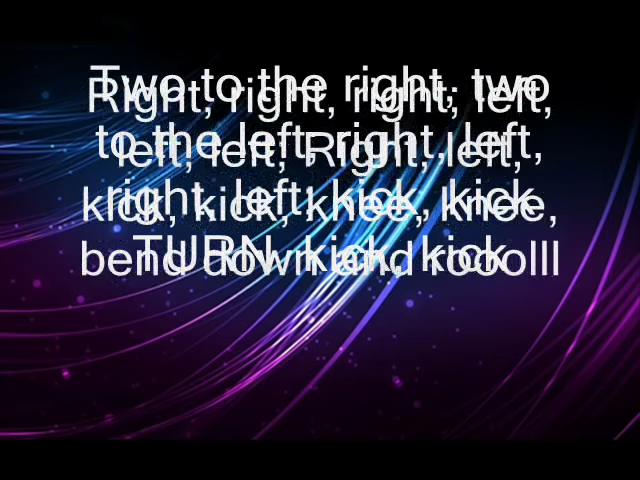 Two to the right, two
to the left, right, left,
right, left, kick, kick
TURN, kick, kick
Right, right, right, left,
left, left, Right, left,
kick, kick, knee, knee,
bend down and rooolll